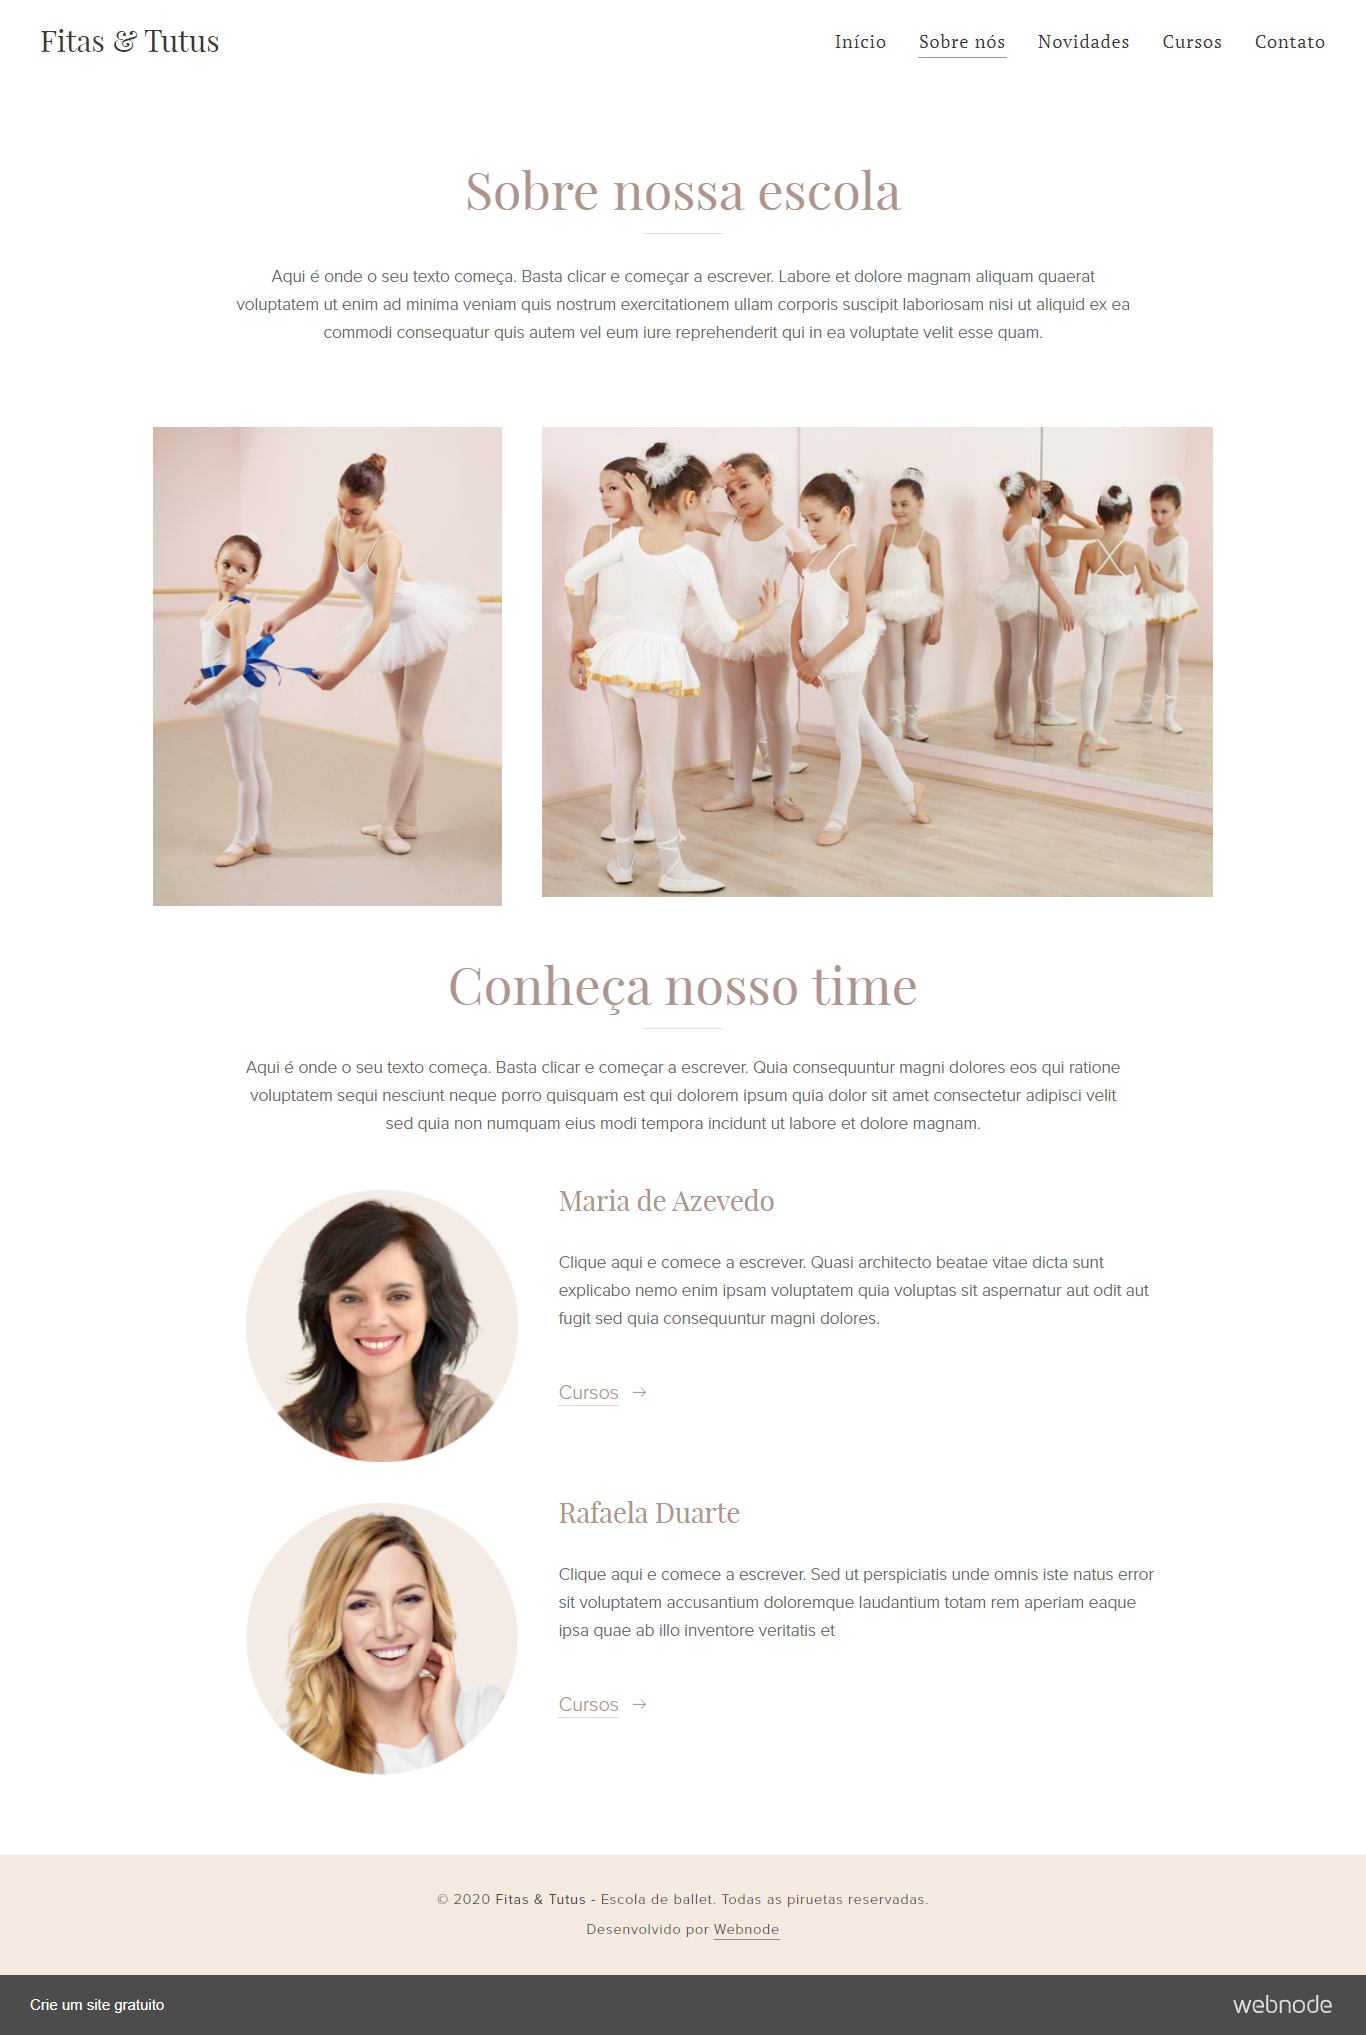 Fitas & Tutus
Início Sobre nós Novidades Cursos Contato
Sobre nossa escola
Aqui é onde o seu texto começa. Basta clicar e começar a escrever. Labore et dolore magnam aliquam quaerat
voluptatem ut enim ad minima veniam quis nostrum exercitationem ullam corporis suscipit laboriosam nisi ut aliquid ex ea
commodi consequatur quis autem vel eum iure reprehenderit qui in ea voluptate velit esse quam.
Conheça nosso time
Aqui é onde o seu texto começa. Basta clicar e começar a escrever. Quia consequuntur magni dolores eos qui ratione
voluptatem sequi nesciunt neque porro quisquam est qui dolorem ipsum quia dolor sit amet consectetur adipisci velit
sed quia non numquam eius modi tempora incidunt ut labore et dolore magnam.
Maria de Azevedo
Clique aqui e comece a escrever. Quasi architecto beatae vitae dicta sunt
explicabo nemo enim ipsam voluptatem quia voluptas sit aspernatur aut odit aut
fugit sed quia consequuntur magni dolores.
Cursos →
Rafaela Duarte
Clique aqui e comece a escrever. Sed ut perspiciatis unde omnis iste natus error
sit voluptatem accusantium doloremque laudantium totam rem aperiam eaque
ipsa quae ab illo inventore veritatis et
Cursos →
© 2020 Fitas & Tutus - Escola de ballet. Todas as piruetas reservadas.
Desenvolvido por Webnode
Crie um site gratuito
webnode